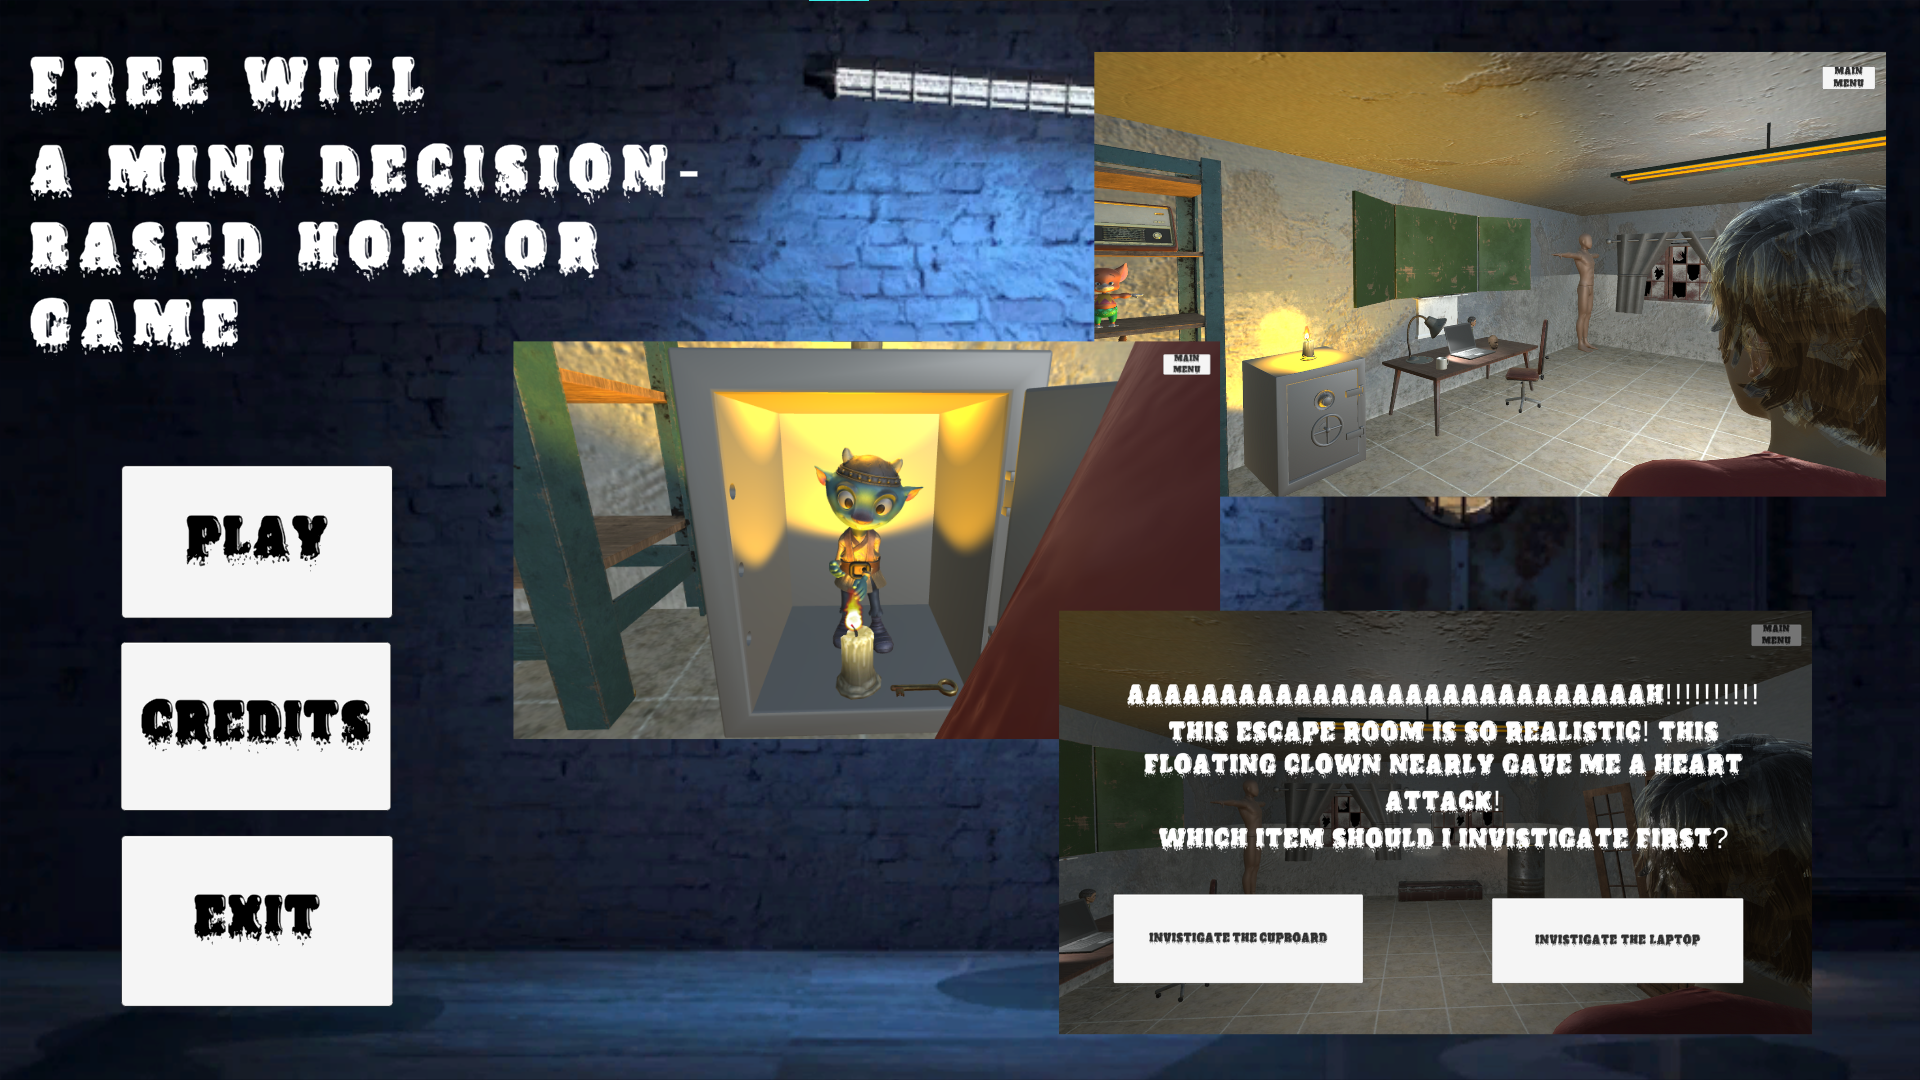 FREE WILL
A MINI DECISION-
BASED HORROR
GAME
PLAY
CREDITS
EXIT
MAIN
MENU
MAIN
MENU
MAIN
MENU
AAAAAAAAAAAAAAAAAAAAAAAAAAAAH!!!!!!!!!!
THIS ESCAPE ROOM IS SO REALISTIC! THIS
FLOATING CLOWN NEARLY GAVE ME A HEART
ATTACK!
WHICH ITEM SHOULD I INVISTIGATE FIRST?
INVISTIGATE THE CUPBOARD
INVISTIGATE THE LAPTOP